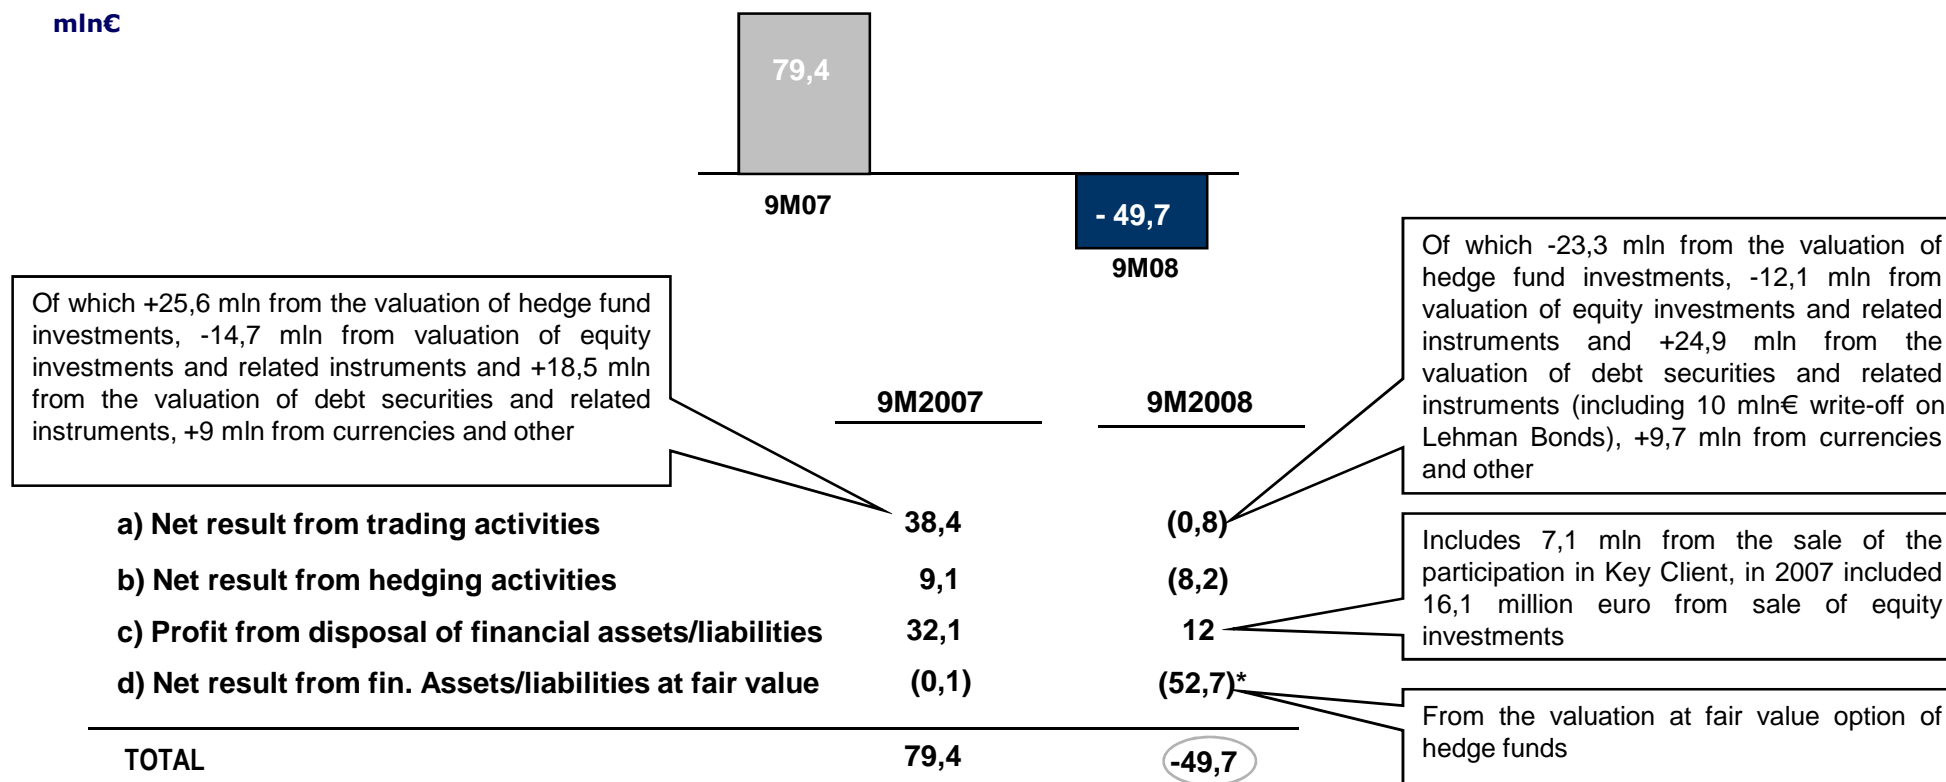 mln€
79,4
9M07
- 49,7
9M08
Of which +25,6 mln from the valuation of hedge fund
investments, -14,7 mln from valuation of equity
investments and related instruments and +18,5 mln
from the valuation of debt securities and related
instruments, +9 mln from currencies and other
Of which -23,3 mln from the valuation of
hedge fund investments, -12,1 mln from
valuation of equity investments and related
instruments and +24,9 mln from the
valuation of debt securities and related
instruments (including 10 mln€ write-off on
Lehman Bonds), +9,7 mln from currencies
and other
9M2007 9M2008
a) Net result from trading activities 38,4 (0,8)
b) Net result from hedging activities 9,1 (8,2)
c) Profit from disposal of financial assets/liabilities 32,1 12
d) Net result from fin. Assets/liabilities at fair value (0,1) (52,7)*
TOTAL 79,4 -49,7
Includes 7,1 mln from the sale of the
participation in Key Client, in 2007 included
16,1 million euro from sale of equity
investments
From the valuation at fair value option of
hedge funds